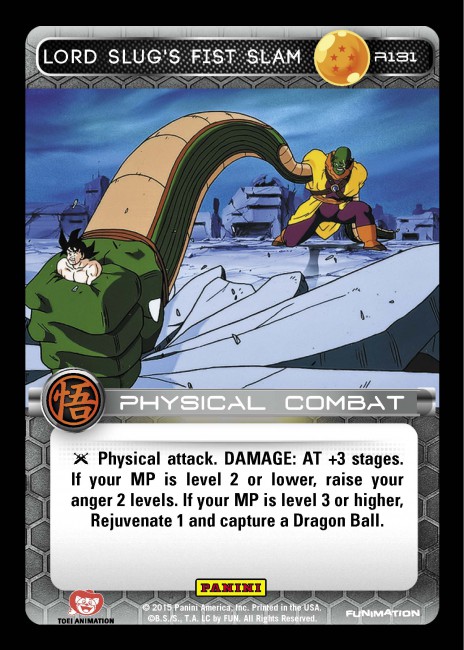 LORD SLUG'S FIST SLAM R131
悟
PHYSICAL COMBAT
Physical attack. DAMAGE: AT +3 stages.
If your MP is level 2 or lower, raise your
anger 2 levels. If your MP is level 3 or higher,
Rejuvenate 1 and capture a Dragon Ball.
PANINI
© 2015 Panini America, Inc. Printed in the USA.
©B.S./S., T.A. LC by FUN. All Rights Reserved.
TOEI ANIMATION
FUNIMATION